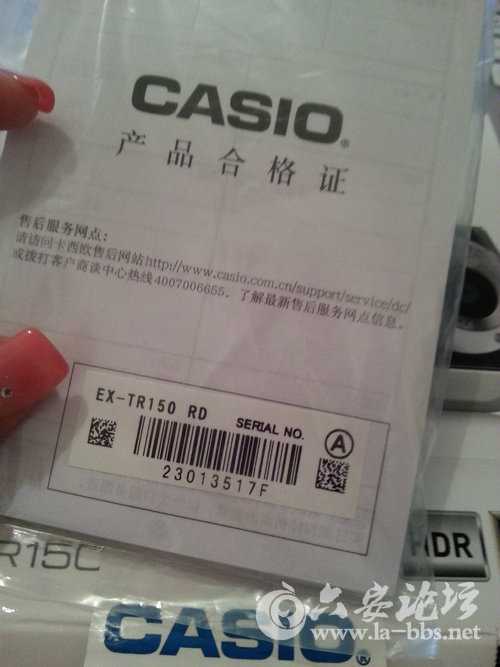 CASIO®
产品合格证
售后服务网点:
请访问卡西欧售后网站http://www.casio.com.cn/support/service/dc/
或拨打客户商谈中心热线4007006655,了解最新售后服务网点信息。
EX-TR150 RD SERIAL NO. A
23013517F
HDR
R15C
CASIO
六安论坛
www.la-bbs.net